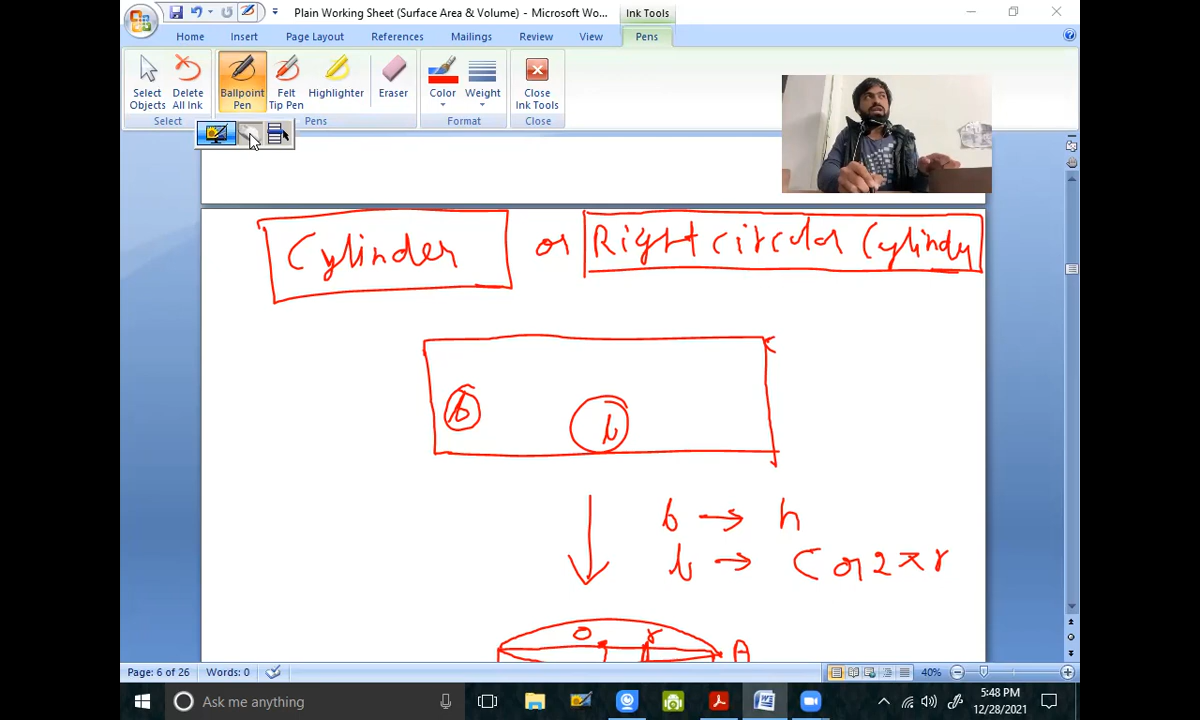 Plain Working Sheet (Surface Area & Volume) - Microsoft Wo...
Ink Tools
Home
Insert
Page Layout
References
Mailings
Review
View
Pens
Select Objects
Delete All Ink
Ballpoint Pen
Felt Tip Pen
Highlighter
Eraser
Color
Weight
Close Ink Tools
Select
Pens
Format
Close
Cylinder or Right circular Cylinder
b
l
b → h
l → C or 2πr
O r A
Page: 6 of 26
Words: 0
40%
Ask me anything
5:48 PM
12/28/2021